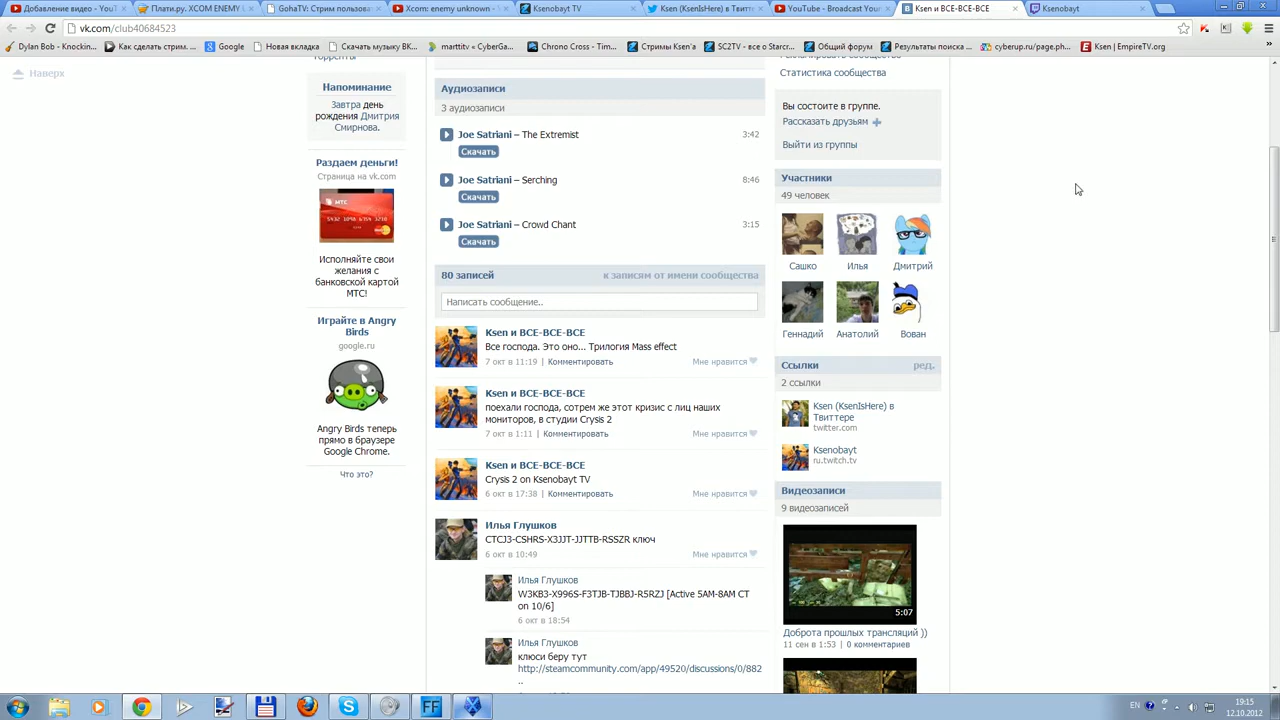 Добавление видео - You
Плати.ру. XCOM ENEMY
GohaTV: Стрим пользова
Xcom: enemy unknown - Y
Ksenobayt TV
Ksen (KsenIsHere) в Твитт
YouTube - Broadcast Your
Ksen и ВСЕ-ВСЕ-ВСЕ
Ksenobayt
vk.com/club40684523
Dylan Bob - Knockin...
Как сделать стрим. ...
Google
Новая вкладка
Скачать музыку ВК...
marttitv < CyberGa...
Chrono Cross - Tim...
Стримы Ksen'а
SC2TV - все о Starcr...
Общий форум
Результаты поиска ...
cyberup.ru/page.ph...
Ksen | EmpireTV.org
Наверх
Торренты
Напоминание
Завтра день
рождения Дмитрия
Смирнова.
Раздаем деньги!
Страница на vk.com
МТС
Исполняйте свои
желания с
банковской картой
МТС!
Играйте в Angry
Birds
google.ru
Angry Birds теперь
прямо в браузере
Google Chrome.
Что это?
Аудиозаписи
3 аудиозаписи
Joe Satriani – The Extremist 3:42
Скачать
Joe Satriani – Serching 8:46
Скачать
Joe Satriani – Crowd Chant 3:15
Скачать
80 записей к записям от имени сообщества
Написать сообщение..
Ksen и ВСЕ-ВСЕ-ВСЕ
Все господа. Это оно... Трилогия Mass effect
7 окт в 11:19 | Комментировать Мне нравится
Ksen и ВСЕ-ВСЕ-ВСЕ
поехали господа, сотрем же этот кризис с лиц наших
мониторов, в студии Crysis 2
7 окт в 1:11 | Комментировать Мне нравится
Ksen и ВСЕ-ВСЕ-ВСЕ
Crysis 2 on Ksenobayt TV
6 окт в 17:38 | Комментировать Мне нравится
Илья Глушков
CTCJ3-CSHRS-X3JJT-JJTTB-RSSZR ключ
6 окт в 10:49 Мне нравится
Илья Глушков
W3KB3-X996S-F3TJB-TJBBJ-R5RZJ [Active 5AM-8AM CT
on 10/6]
6 окт в 18:54
Илья Глушков
клюси беру тут
http://steamcommunity.com/app/49520/discussions/0/882
..
Статистика сообщества
Вы состоите в группе.
Рассказать друзьям
Выйти из группы
Участники
49 человек
Сашко Илья Дмитрий
Геннадий Анатолий Вован
Ссылки ред.
2 ссылки
Ksen (KsenIsHere) в
Твиттере
twitter.com
Ksenobayt
ru.twitch.tv
Видеозаписи
9 видеозаписей
5:07
Доброта прошлых трансляций ))
11 сен в 1:53 | 0 комментариев
FF
EN
19:15
12.10.2012